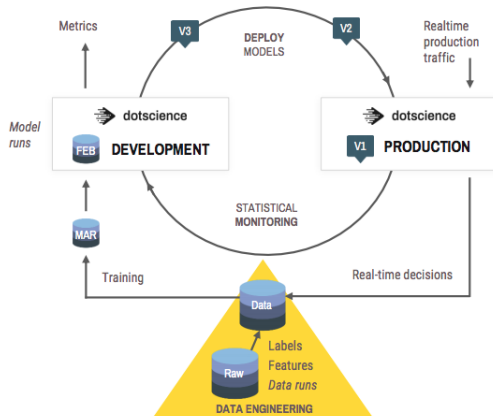 Metrics
V3
DEPLOY
MODELS
V2
Realtime
production
traffic
Model
runs
dotscience
FEB DEVELOPMENT
dotscience
V1 PRODUCTION
MAR
STATISTICAL
MONITORING
Training
Real-time decisions
Data
Raw
Labels
Features
Data runs
DATA ENGINEERING